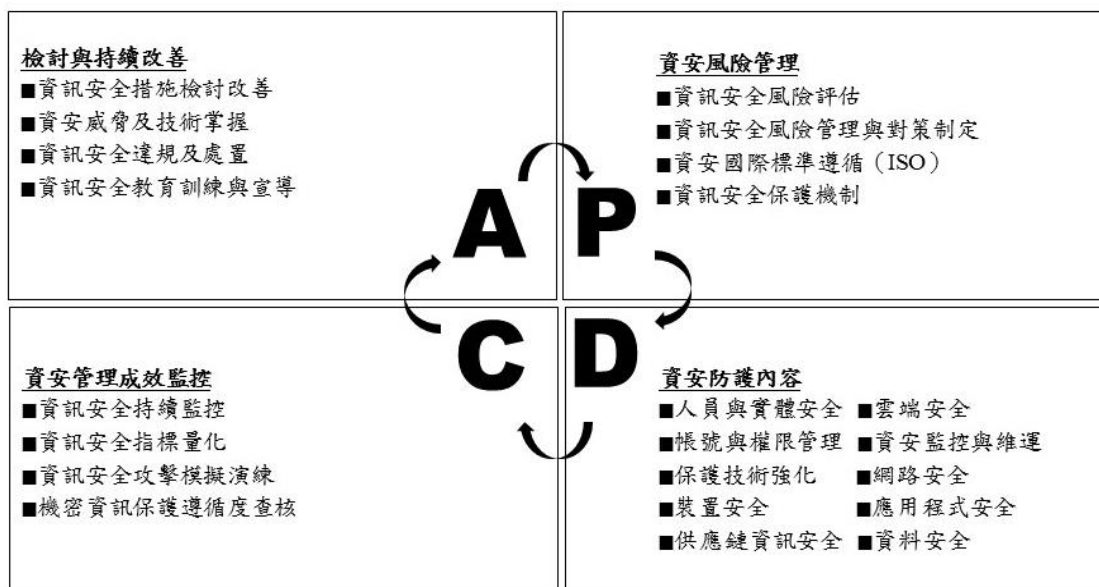 檢討與持續改善
■資訊安全措施檢討改善
■資安威脅及技術掌握
■資訊安全違規及處置
■資訊安全教育訓練與宣導
資安風險管理
■資訊安全風險評估
■資訊安全風險管理與對策制定
■資安國際標準遵循（ISO）
■資訊安全保護機制
A P
C D
資安管理成效監控
■資訊安全持續監控
■資訊安全指標量化
■資訊安全攻擊模擬演練
■機密資訊保護遵循度查核
資安防護內容
■人員與實體安全 ■雲端安全
■帳號與權限管理 ■資安監控與維運
■保護技術強化 ■網路安全
■裝置安全 ■應用程式安全
■供應鏈資訊安全 ■資料安全